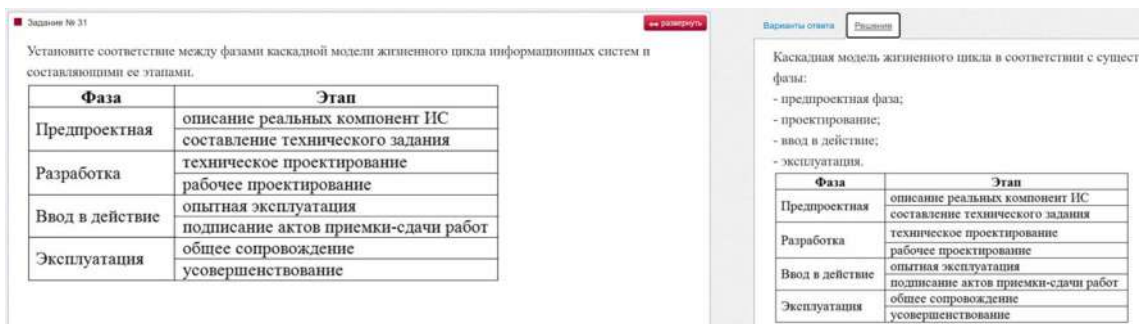 Задание № 31
развернуть
Установите соответствие между фазами каскадной модели жизненного цикла информационных систем и
составляющими ее этапами.
Фаза Этап
Предпроектная описание реальных компонент ИС
составление технического задания
Разработка техническое проектирование
рабочее проектирование
Ввод в действие опытная эксплуатация
подписание актов приемки-сдачи работ
Эксплуатация общее сопровождение
усовершенствование
Варианты ответа Решение
Каскадная модель жизненного цикла в соответствии с сущест
фазы:
- предпроектная фаза;
- проектирование;
- ввод в действие;
- эксплуатация.
Фаза Этап
Предпроектная описание реальных компонент ИС
составление технического задания
Разработка техническое проектирование
рабочее проектирование
Ввод в действие опытная эксплуатация
подписание актов приемки-сдачи работ
Эксплуатация общее сопровождение
усовершенствование